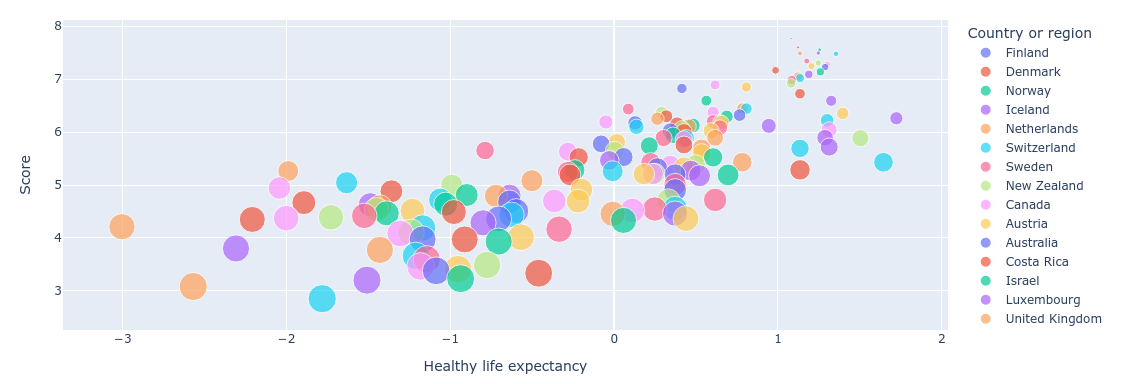 8
7
6
5
4
3
Score
−3
−2
−1
0
1
2
Healthy life expectancy
Country or region
Finland
Denmark
Norway
Iceland
Netherlands
Switzerland
Sweden
New Zealand
Canada
Austria
Australia
Costa Rica
Israel
Luxembourg
United Kingdom